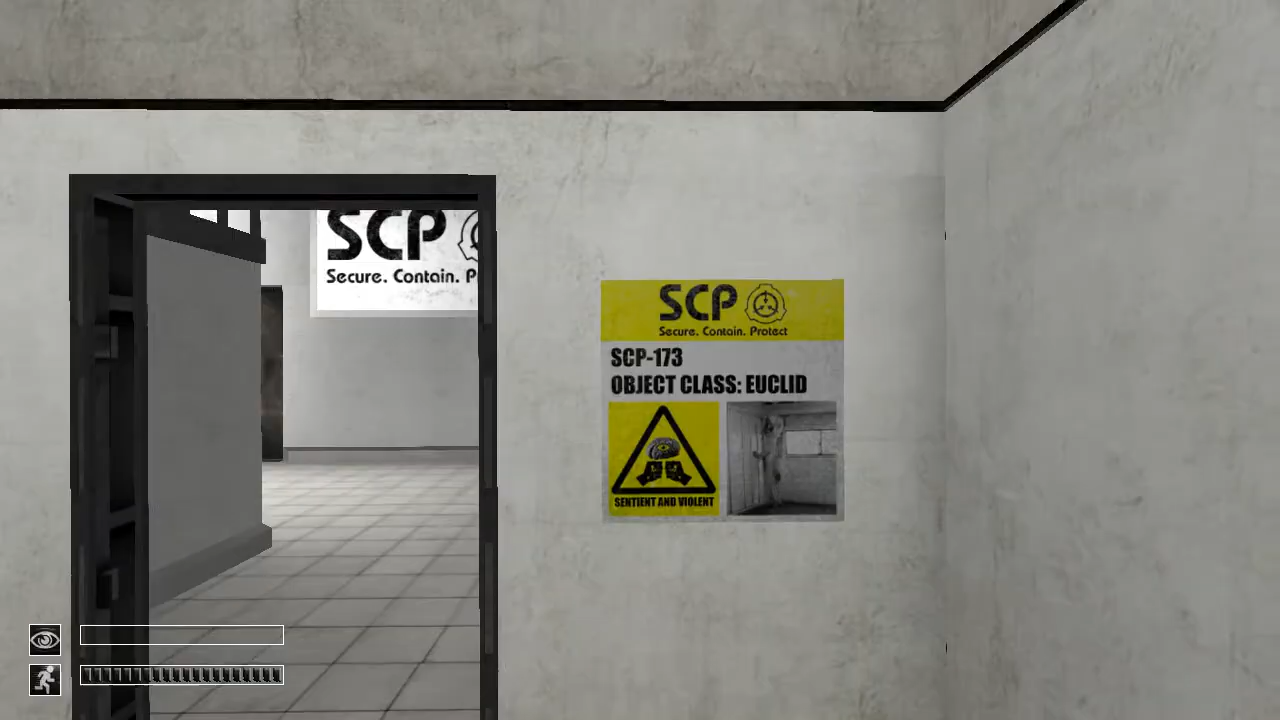 SCP
Secure. Contain. P
SCP
Secure. Contain. Protect
SCP-173
OBJECT CLASS: EUCLID
SENTIENT AND VIOLENT